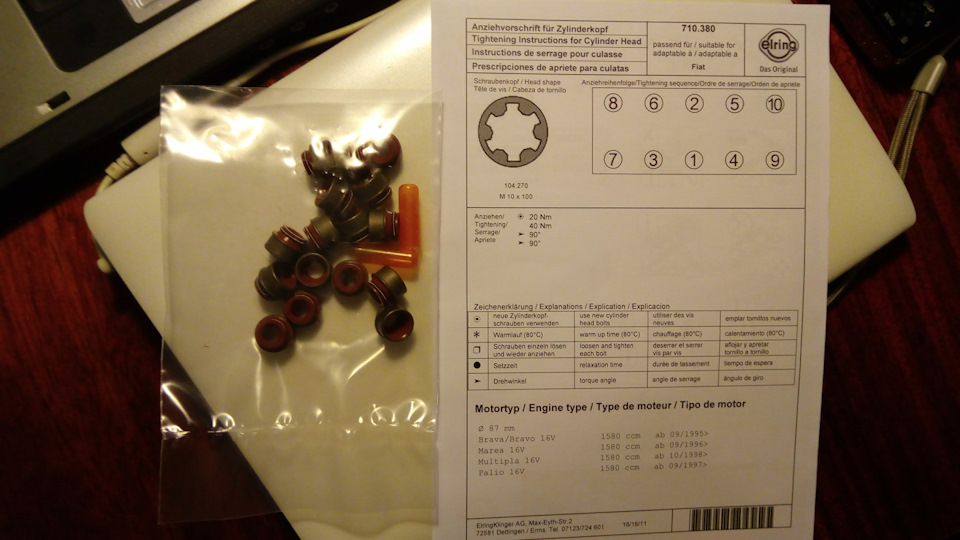 Anziehvorschrift für Zylinderkopf
Tightening Instructions for Cylinder Head
Instructions de serrage pour culasse
Prescripciones de apriete para culatas
710.380
passend für / suitable for
adaptable à / adaptable a
Fiat
elring
Das Original
Schraubenkopf / Head shape
Tête de vis / Cabeza de tornillo
Anziehreihenfolge/Tightening sequence/Ordre de serrage/Orden de apriete
8 6 2 5 10
7 3 1 4 9
104 270
M 10 x 100
Anziehen/
Tightening/
Serrage/
Apriete
20 Nm
40 Nm
➤ 90°
➤ 90°
Zeichenerklärung / Explanations / Explication / Explicacion
neue Zylinderkopf-
schrauben verwenden
use new cylinder
head bolts
utiliser des vis
neuves
emplar tornillos nuevos
Warmlauf (80°C)
warm up time (80°C)
chauffage (80°C)
calentamiento (80°C)
Schrauben einzeln lösen
und wieder anziehen
loosen and tighten
each bolt
desserrer et serrer
vis par vis
aflojar y apretar
tornillo a tornillo
Setzzeit
relaxation time
durée de tassement
tiempo de espera
Drehwinkel
torque angle
angle de serrage
ángulo de giro
Motortyp / Engine type / Type de moteur / Tipo de motor
Ø 87 mm
Brava/Bravo 16V 1580 ccm ab 09/1995>
Marea 16V 1580 ccm ab 09/1996>
Multipla 16V 1580 ccm ab 10/1998>
Palio 16V 1580 ccm ab 09/1997>
ElringKlinger AG, Max-Eyth-Str.2
72581 Dettingen / Erms. Tel. 07123/724 601
16/16/11